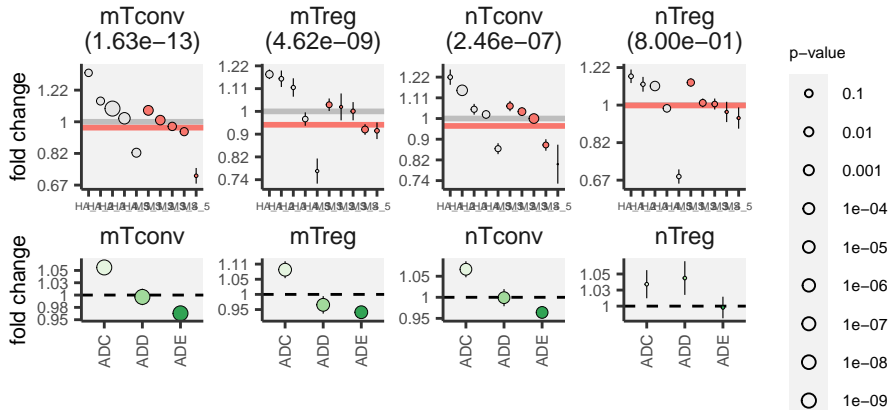 mTconv
(1.63e−13)
mTreg
(4.62e−09)
nTconv
(2.46e−07)
nTreg
(8.00e−01)
fold change
1.22
1
0.82
0.67
1.22
1.11
1
0.9
0.82
0.74
1.22
1.11
1
0.9
0.82
0.74
1.22
1
0.82
0.67
mTconv
mTreg
nTconv
nTreg
fold change
1.05
1.03
1
0.98
0.95
1.11
1.05
1
0.95
1.05
1
0.95
1.05
1.03
1
ADC
ADD
ADE
ADC
ADD
ADE
ADC
ADD
ADE
ADC
ADD
ADE
p−value
0.1
0.01
0.001
1e−04
1e−05
1e−06
1e−07
1e−08
1e−09